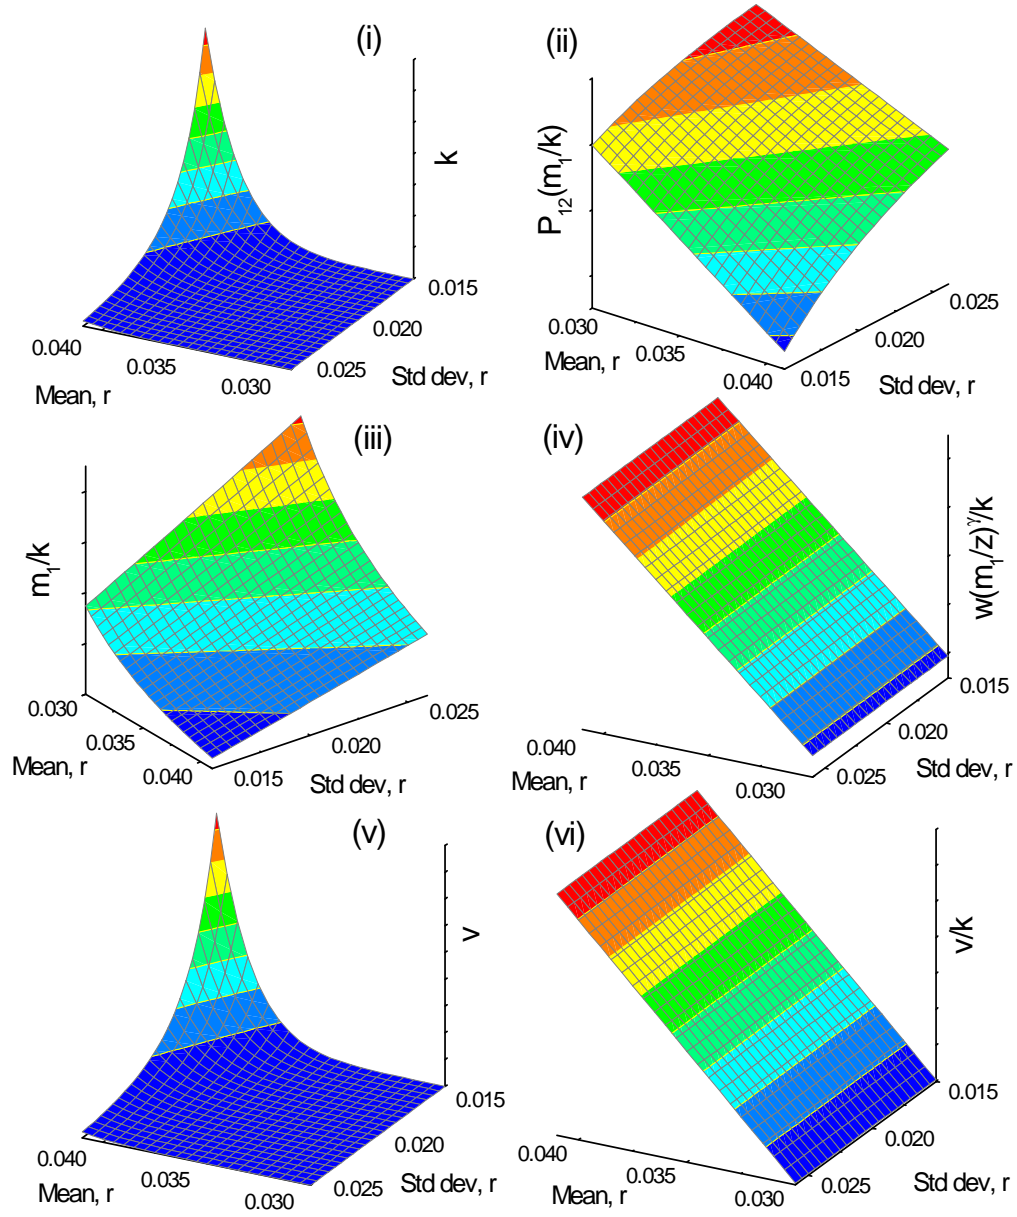 (i)
k
0.015
0.020
0.025
Std dev, r
0.040
0.035
0.030
Mean, r
(ii)
P₁₂(m₁/k)
0.030
0.035
0.040
Mean, r
0.015
0.020
0.025
Std dev, r
(iii)
m₁/k
0.030
0.035
0.040
Mean, r
0.015
0.020
0.025
Std dev, r
(iv)
w(m₁/z)^γ/k
0.015
0.020
0.025
Std dev, r
0.040
0.035
0.030
Mean, r
(v)
v
0.015
0.020
0.025
Std dev, r
0.040
0.035
0.030
Mean, r
(vi)
v/k
0.015
0.020
0.025
Std dev, r
0.040
0.035
0.030
Mean, r